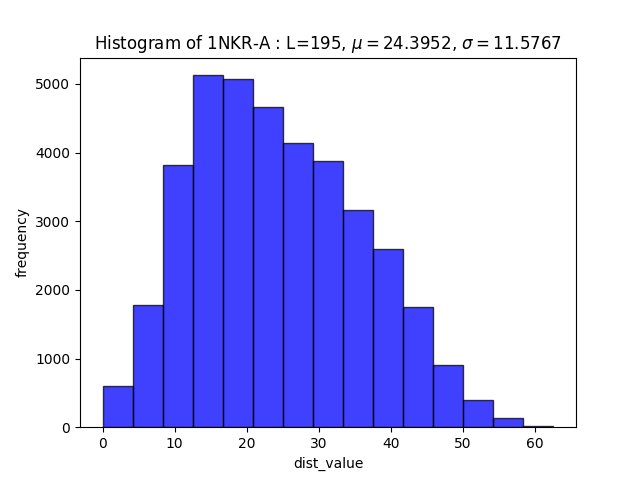 Histogram of 1NKR-A : L=195, μ = 24.3952, σ = 11.5767
5000
4000
3000
2000
1000
0
frequency
0 10 20 30 40 50 60
dist_value